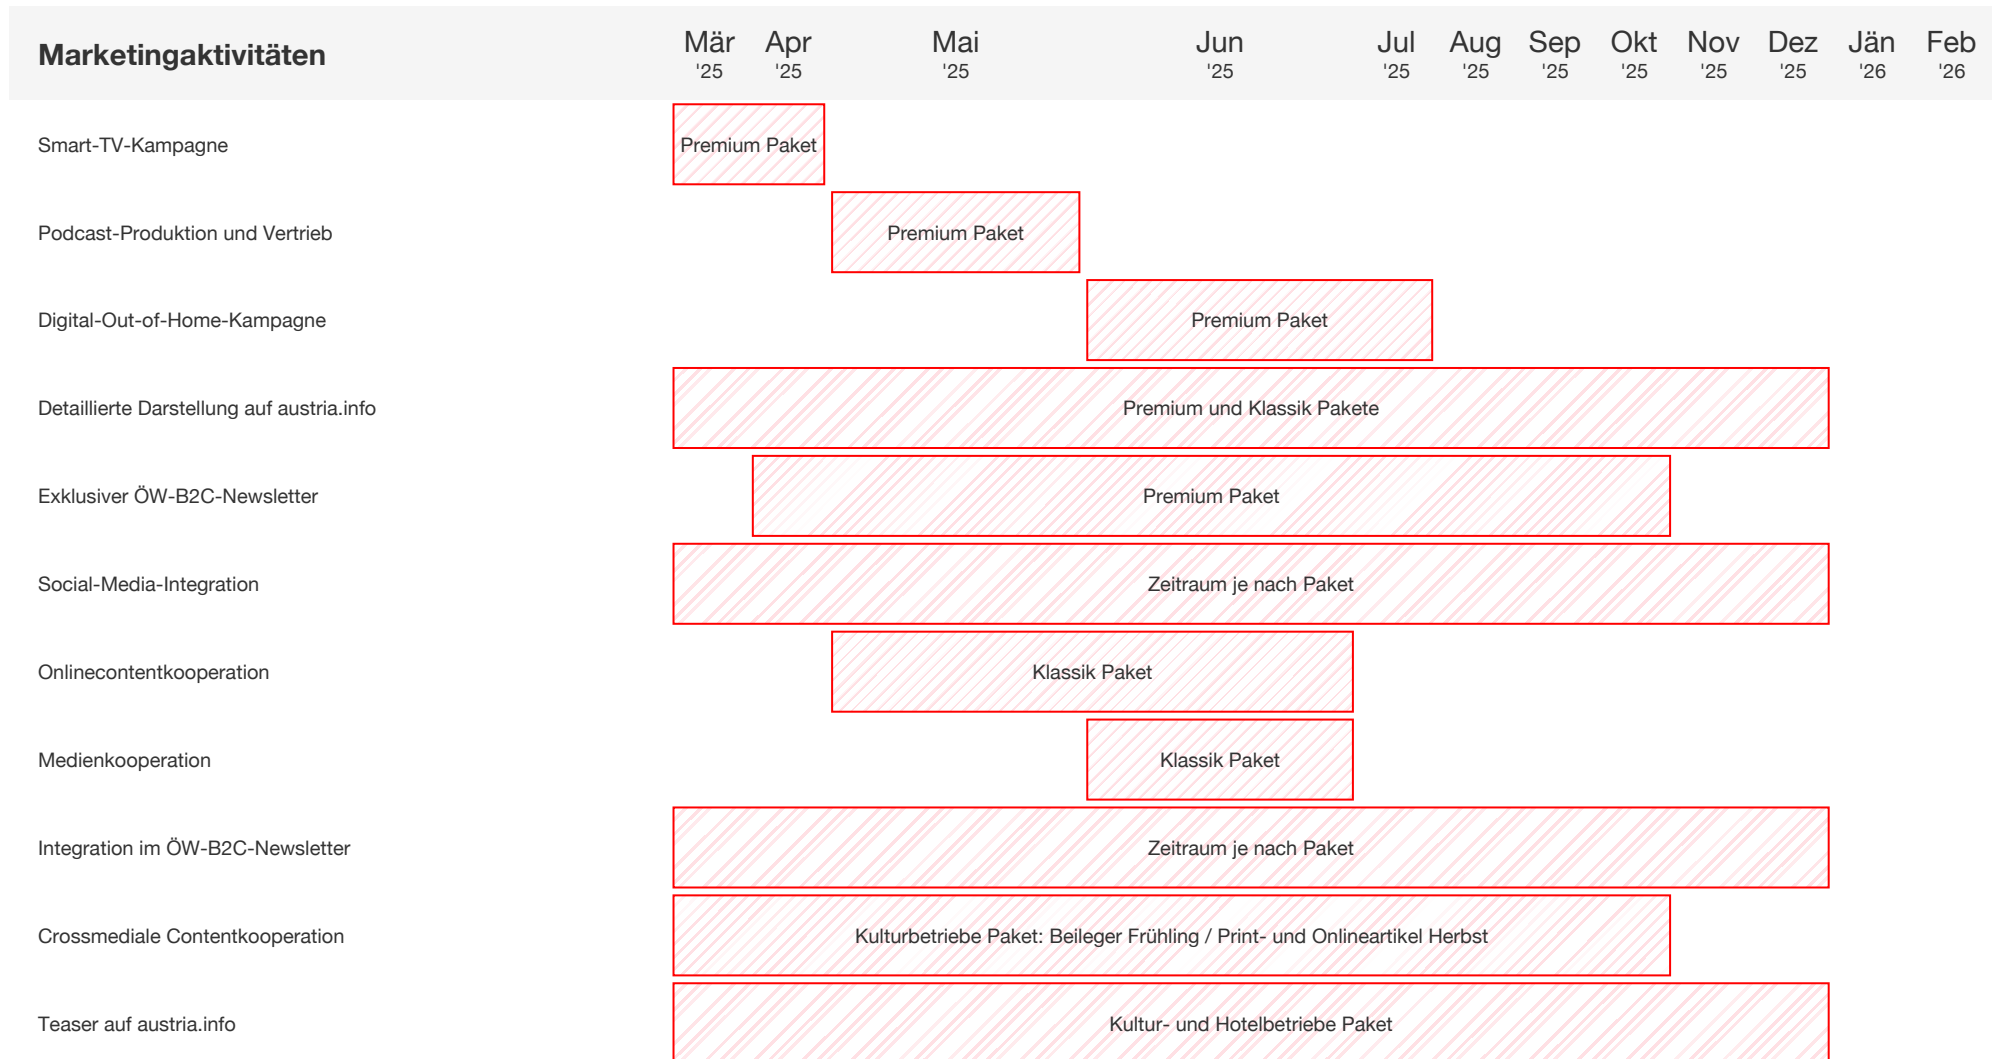 Marketingaktivitäten Mär Apr Mai Jun Jul Aug Sep Okt Nov Dez Jän Feb
'25 '25 '25 '25 '25 '25 '25 '25 '25 '25 '26 '26
Smart-TV-Kampagne Premium Paket
Podcast-Produktion und Vertrieb Premium Paket
Digital-Out-of-Home-Kampagne Premium Paket
Detaillierte Darstellung auf austria.info Premium und Klassik Pakete
Exklusiver ÖW-B2C-Newsletter Premium Paket
Social-Media-Integration Zeitraum je nach Paket
Onlinecontentkooperation Klassik Paket
Medienkooperation Klassik Paket
Integration im ÖW-B2C-Newsletter Zeitraum je nach Paket
Crossmediale Contentkooperation Kulturbetriebe Paket: Beileger Frühling / Print- und Onlineartikel Herbst
Teaser auf austria.info Kultur- und Hotelbetriebe Paket